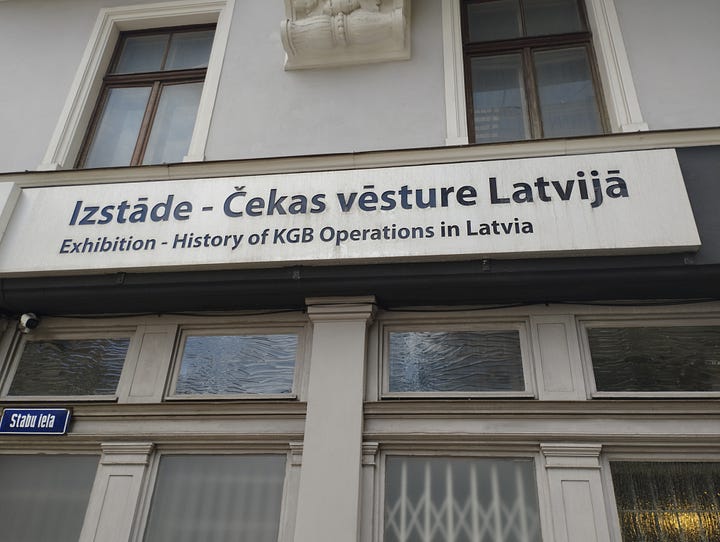 Izstāde - Čekas vēsture Latvijā
Exhibition - History of KGB Operations in Latvia
Stabu iela